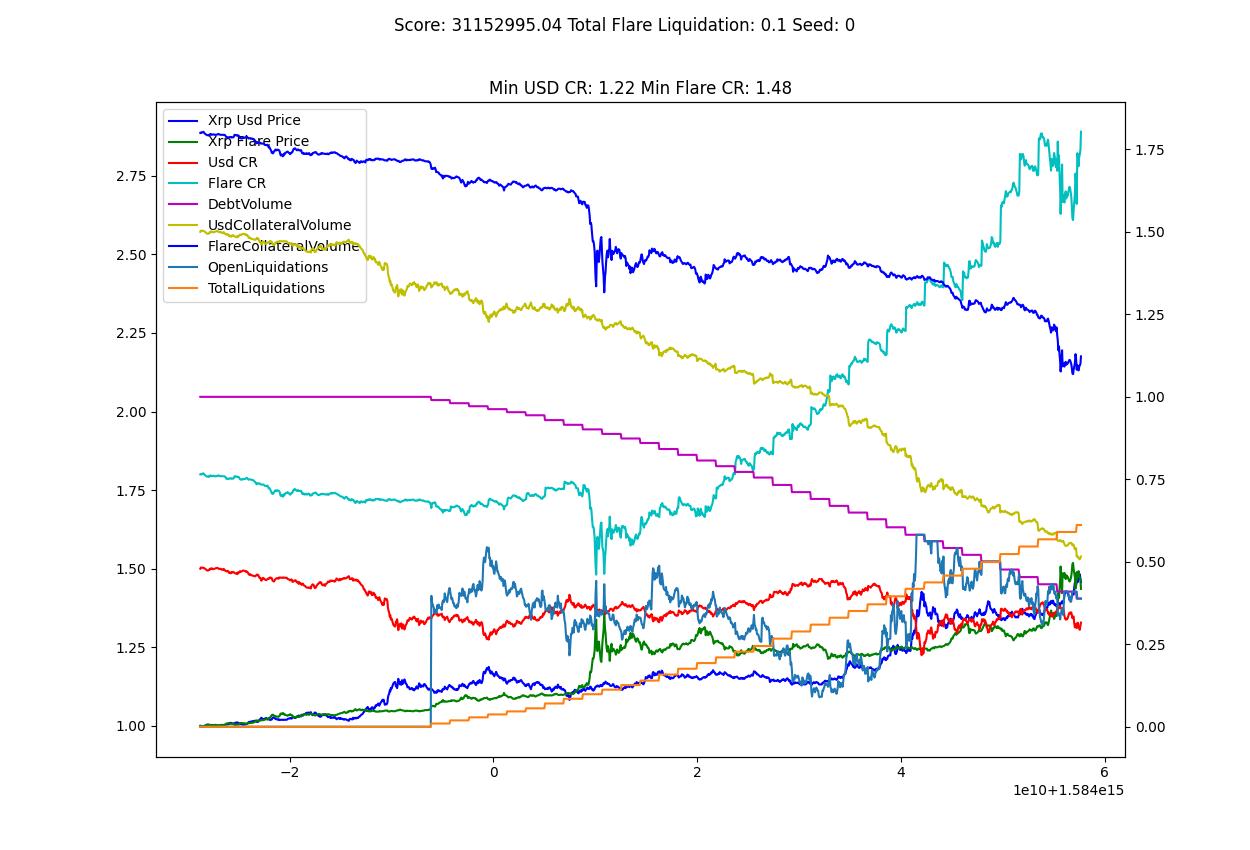 Score: 31152995.04 Total Flare Liquidation: 0.1 Seed: 0
Min USD CR: 1.22 Min Flare CR: 1.48
Xrp Usd Price
Xrp Flare Price
Usd CR
Flare CR
DebtVolume
UsdCollateralVolume
FlareCollateralVolume
OpenLiquidations
TotalLiquidations
2.75
2.50
2.25
2.00
1.75
1.50
1.25
1.00
1.75
1.50
1.25
1.00
0.75
0.50
0.25
0.00
−2 0 2 4 6
1e10+1.584e15